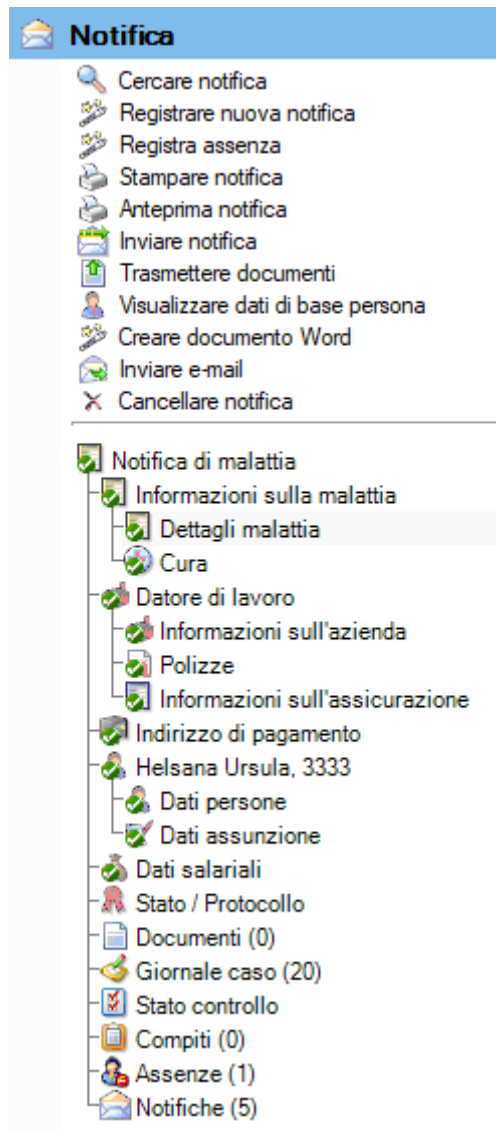 Notifica
Cercare notifica
Registrare nuova notifica
Registra assenza
Stampare notifica
Anteprima notifica
Inviare notifica
Trasmettere documenti
Visualizzare dati di base persona
Creare documento Word
Inviare e-mail
Cancellare notifica
Notifica di malattia
Informazioni sulla malattia
Dettagli malattia
Cura
Datore di lavoro
Informazioni sull'azienda
Polizze
Informazioni sull'assicurazione
Indirizzo di pagamento
Helsana Ursula, 3333
Dati persone
Dati assunzione
Dati salariali
Stato / Protocollo
Documenti (0)
Giornale caso (20)
Stato controllo
Compiti (0)
Assenze (1)
Notifiche (5)